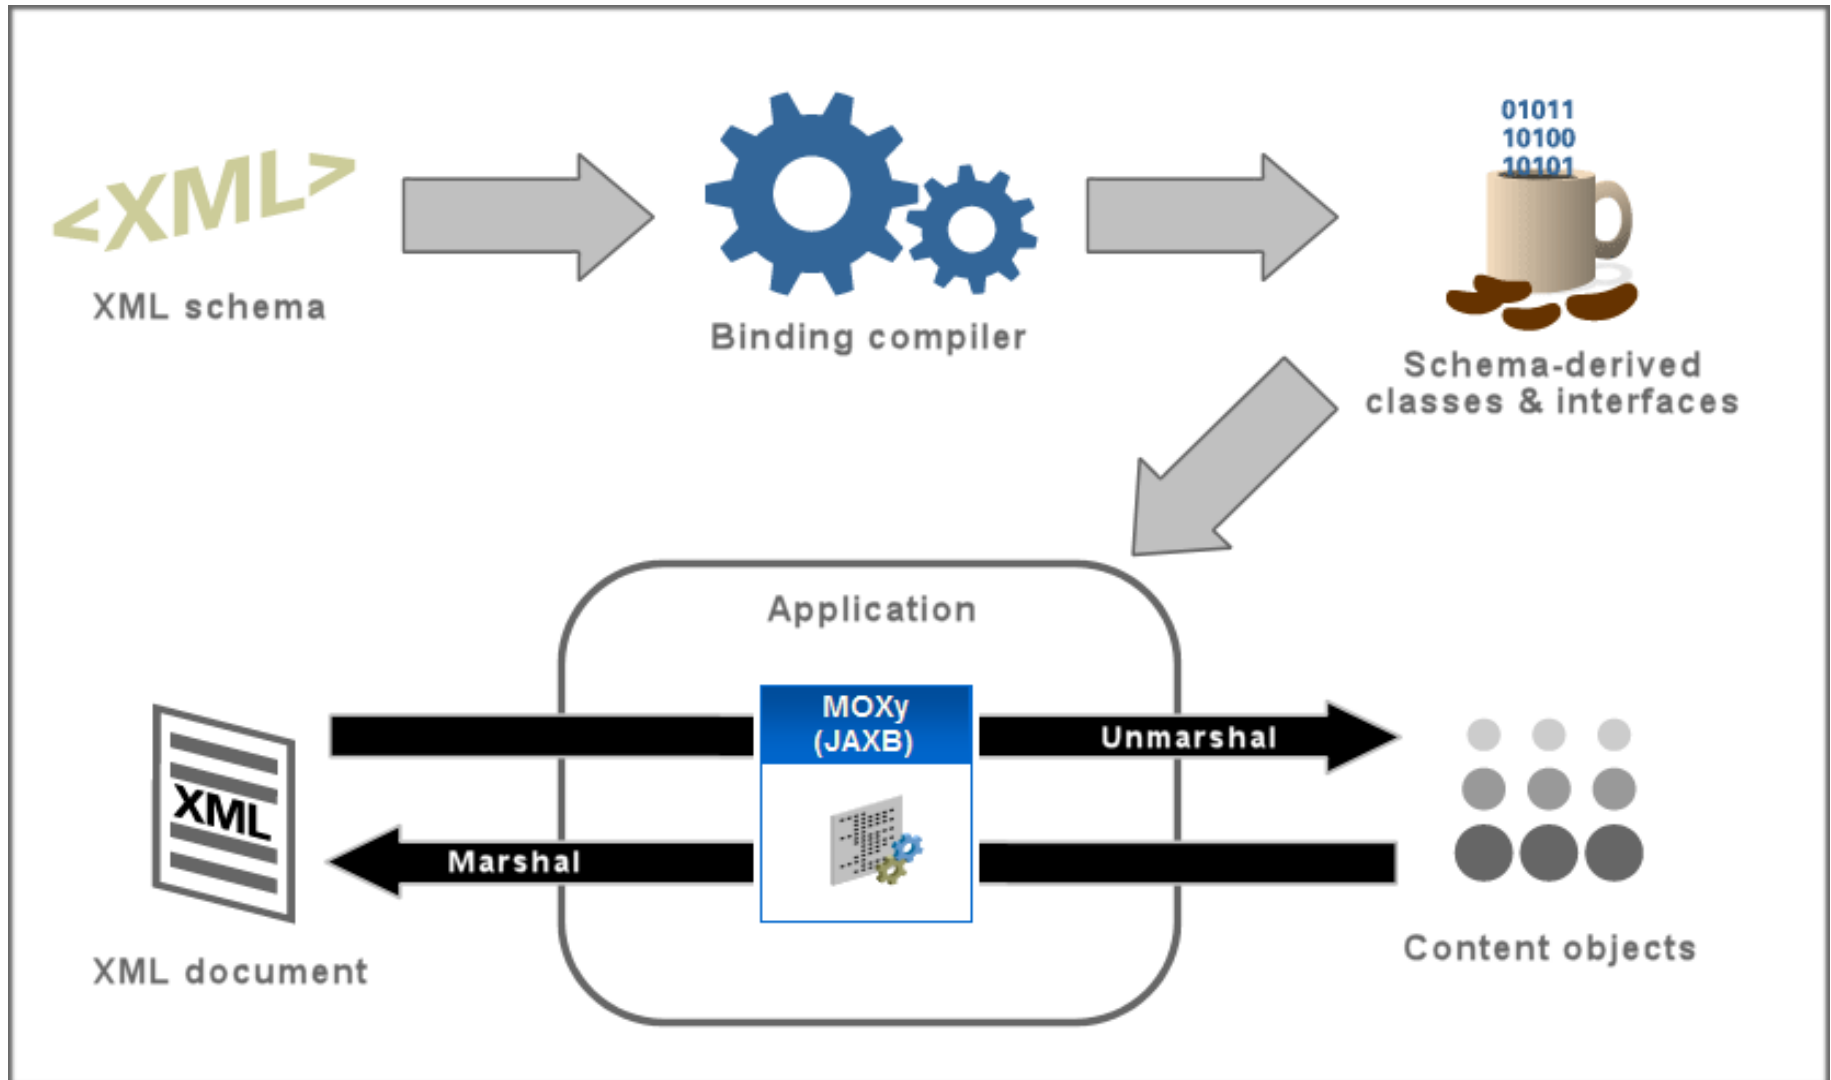 <XML>
XML schema
Binding compiler
01011
10100
10101
Schema-derived
classes & interfaces
Application
MOXy
(JAXB)
Unmarshal
XML
Marshal
XML document
Content objects